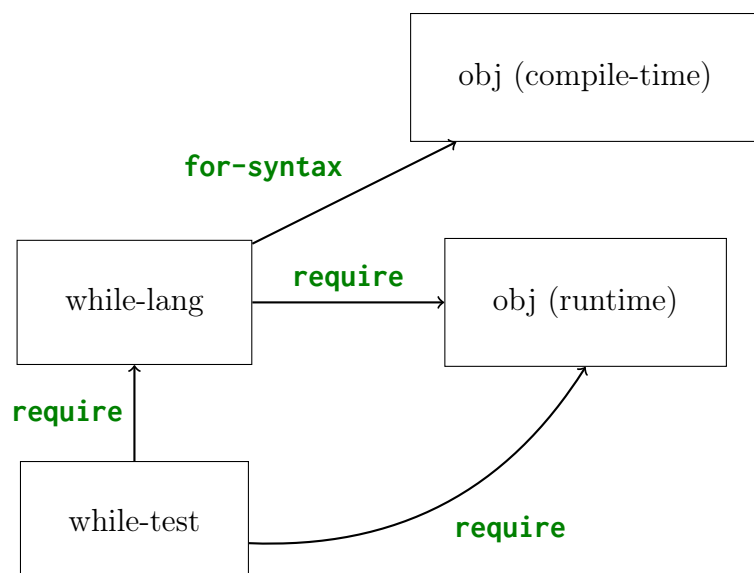 obj (compile-time)
for-syntax
while-lang
require
obj (runtime)
require
while-test
require